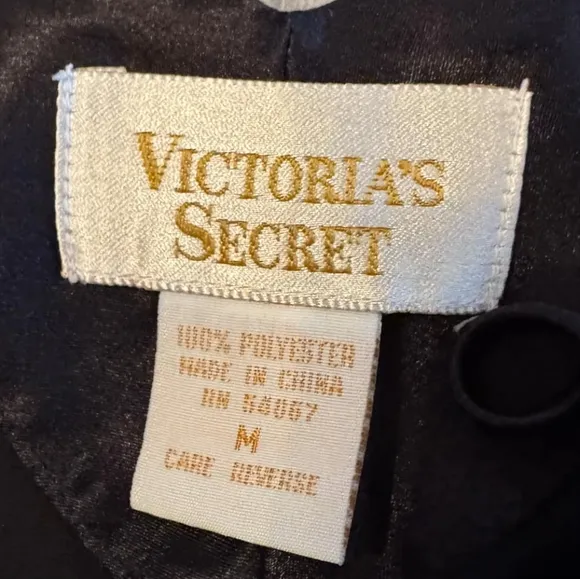 VICTORIA'S
SECRET
100% POLYESTER
MADE IN CHINA
RN 54867
M
CARE REVERSE